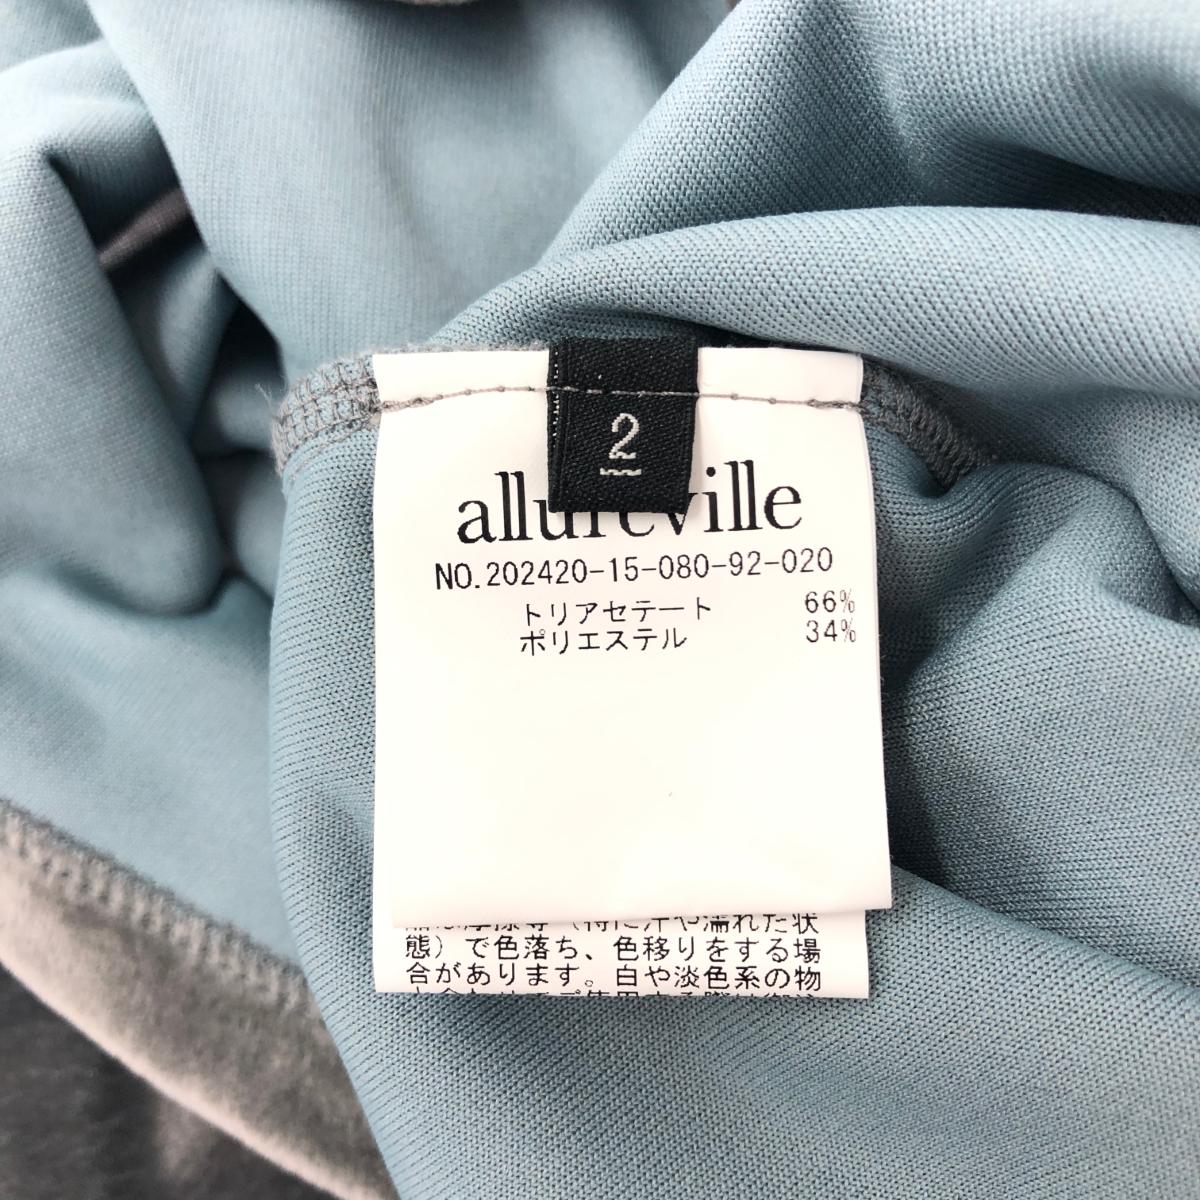 2
allureville
NO.202420-15-080-92-020
トリアセテート 66%
ポリエステル 34%
態）で色落ち、色移りをする場
合があります。白や淡色系の物